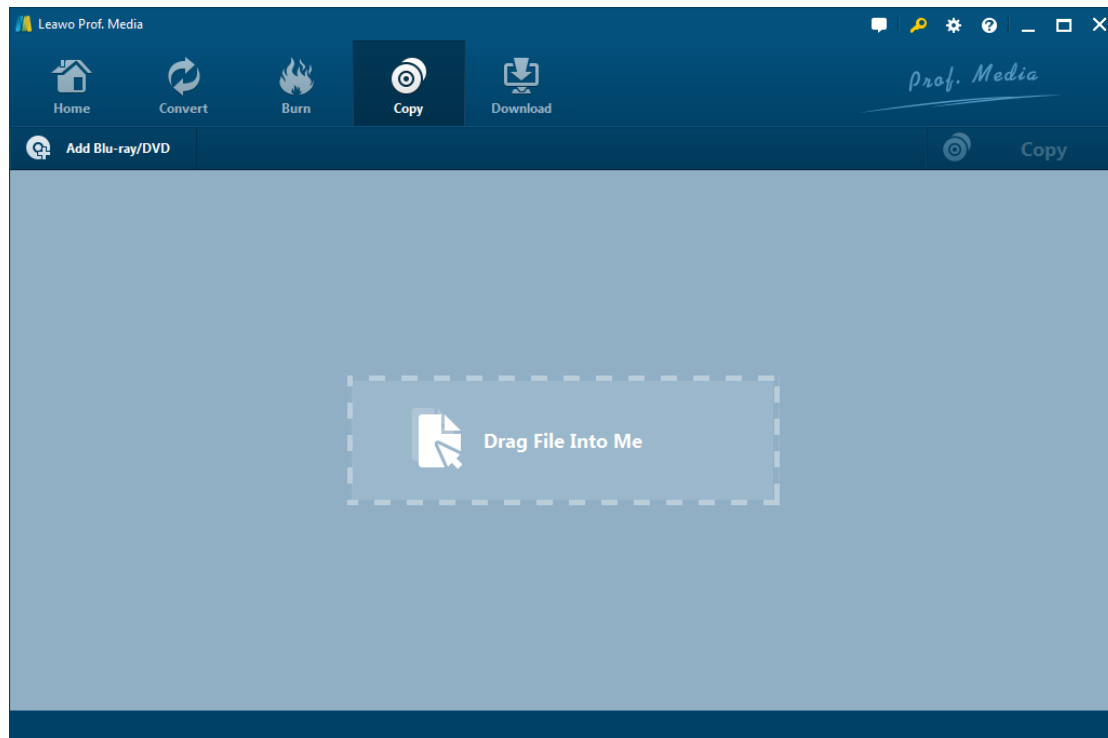 Leawo Prof. Media
Home
Convert
Burn
Copy
Download
Prof. Media
Add Blu-ray/DVD
Copy
Drag File Into Me